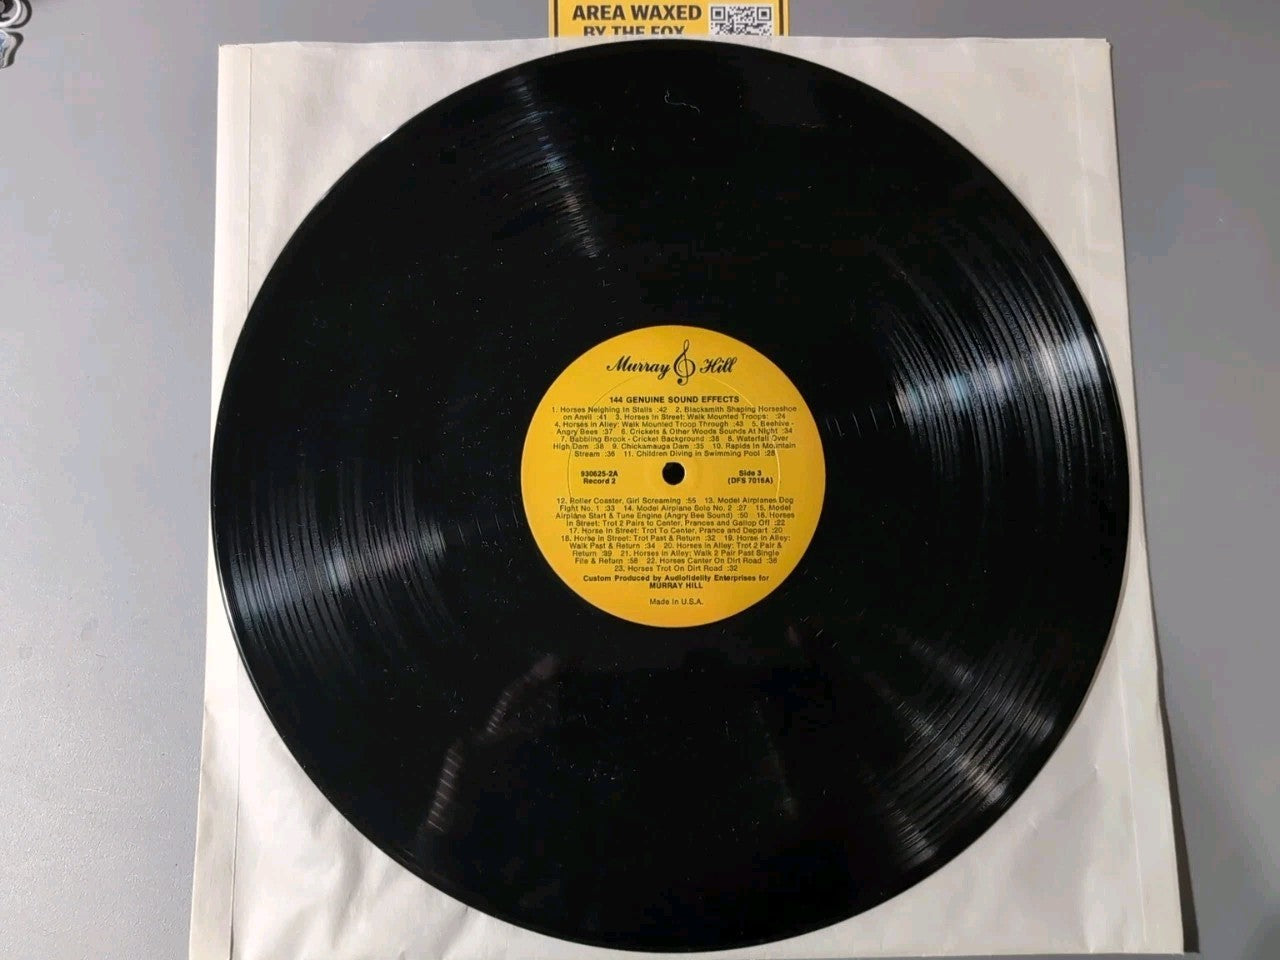 AREA WAXED
BY THE FOX
Murray Hill
144 GENUINE SOUND EFFECTS
1. Horses Neighing In Stalls :42 2. Blacksmith Shaping Horseshoe
on Anvil :41 3. Horses In Street: Walk Mounted Troops: :24
4. Horses in Alley: Walk Mounted Troop Through :43 5. Beehive -
Angry Bees :37 6. Crickets & Other Woods Sounds At Night :34
7. Babbling Brook - Cricket Background :38 8. Waterfall Over
High Dam :38 9. Chickamauga Dam :35 10. Rapids In Mountain
Stream :36 11. Children Diving in Swimming Pool :28
930625-2A Side 3
Record 2 (DFS 7016A)
12. Roller Coaster, Girl Screaming :55 13. Model Airplanes Dog
Fight No. 1 :33 14. Model Airplane Solo No. 2 :27 15. Model
Airplane Start & Tune Engine (Angry Bee Sound) :50 16. Horses
In Street: Trot 2 Pairs to Center, Prances and Gallop Off :22
17. Horse In Street: Trot To Center, Prance and Depart :20
18. Horse in Street: Trot Past & Return :32 19. Horse in Alley:
Walk Past & Return :34 20. Horses in Alley: Trot 2 Pair &
Return :39 21. Horses in Alley: Walk 2 Pair Past Single
File & Return :58 22. Horses Canter On Dirt Road :36
23. Horses Trot On Dirt Road :32
Custom Produced by Audiofidelity Enterprises for
MURRAY HILL
Made In U.S.A.